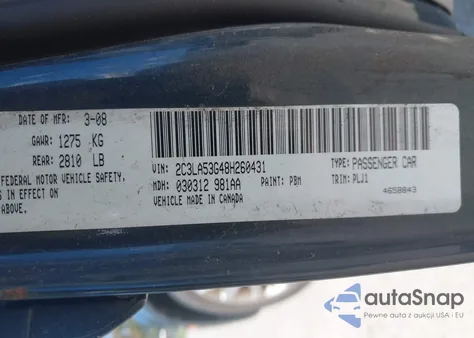 DATE OF MFR: 3-08
GAWR: 1275 KG
REAR: 2810 LB
FEDERAL MOTOR VEHICLE SAFETY,
S IN EFFECT ON
ABOVE.
VIN: 2C3LA53G48H260431
TYPE: PASSENGER CAR
MDH: 030312 981AA PAINT: PBM TRIM: PLJ1
VEHICLE MADE IN CANADA
4658843
autoSnap
Pewne auta z aukcji USA i EU